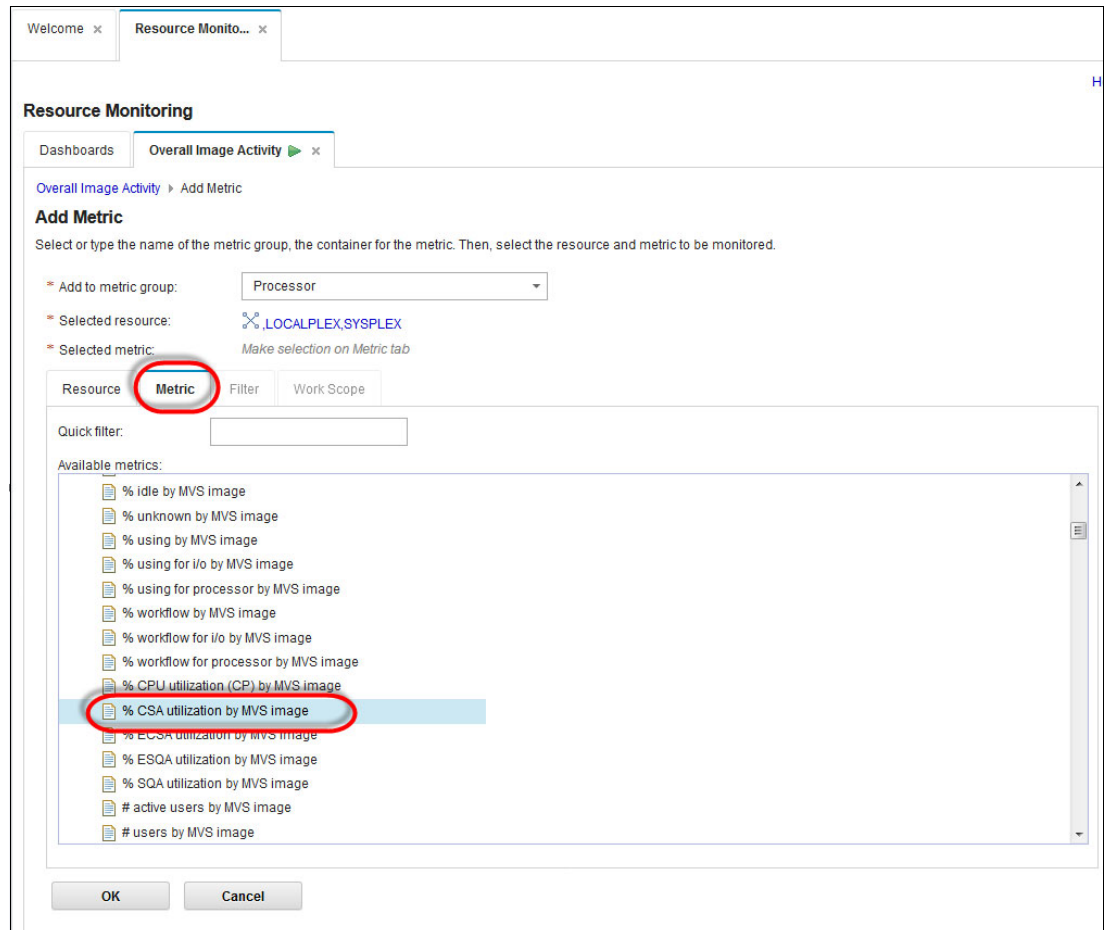 Welcome x Resource Monito... x
H
Resource Monitoring
Dashboards Overall Image Activity x
Overall Image Activity Add Metric
Add Metric
Select or type the name of the metric group, the container for the metric. Then, select the resource and metric to be monitored.
* Add to metric group: Processor
* Selected resource: ,LOCALPLEX,SYSPLEX
* Selected metric: Make selection on Metric tab
Resource Metric Filter Work Scope
Quick filter:
Available metrics:
% idle by MVS image
% unknown by MVS image
% using by MVS image
% using for i/o by MVS image
% using for processor by MVS image
% workflow by MVS image
% workflow for i/o by MVS image
% workflow for processor by MVS image
% CPU utilization (CP) by MVS image
% CSA utilization by MVS image
% ECSA utilization by MVS image
% ESQA utilization by MVS image
% SQA utilization by MVS image
# active users by MVS image
# users by MVS image
OK Cancel